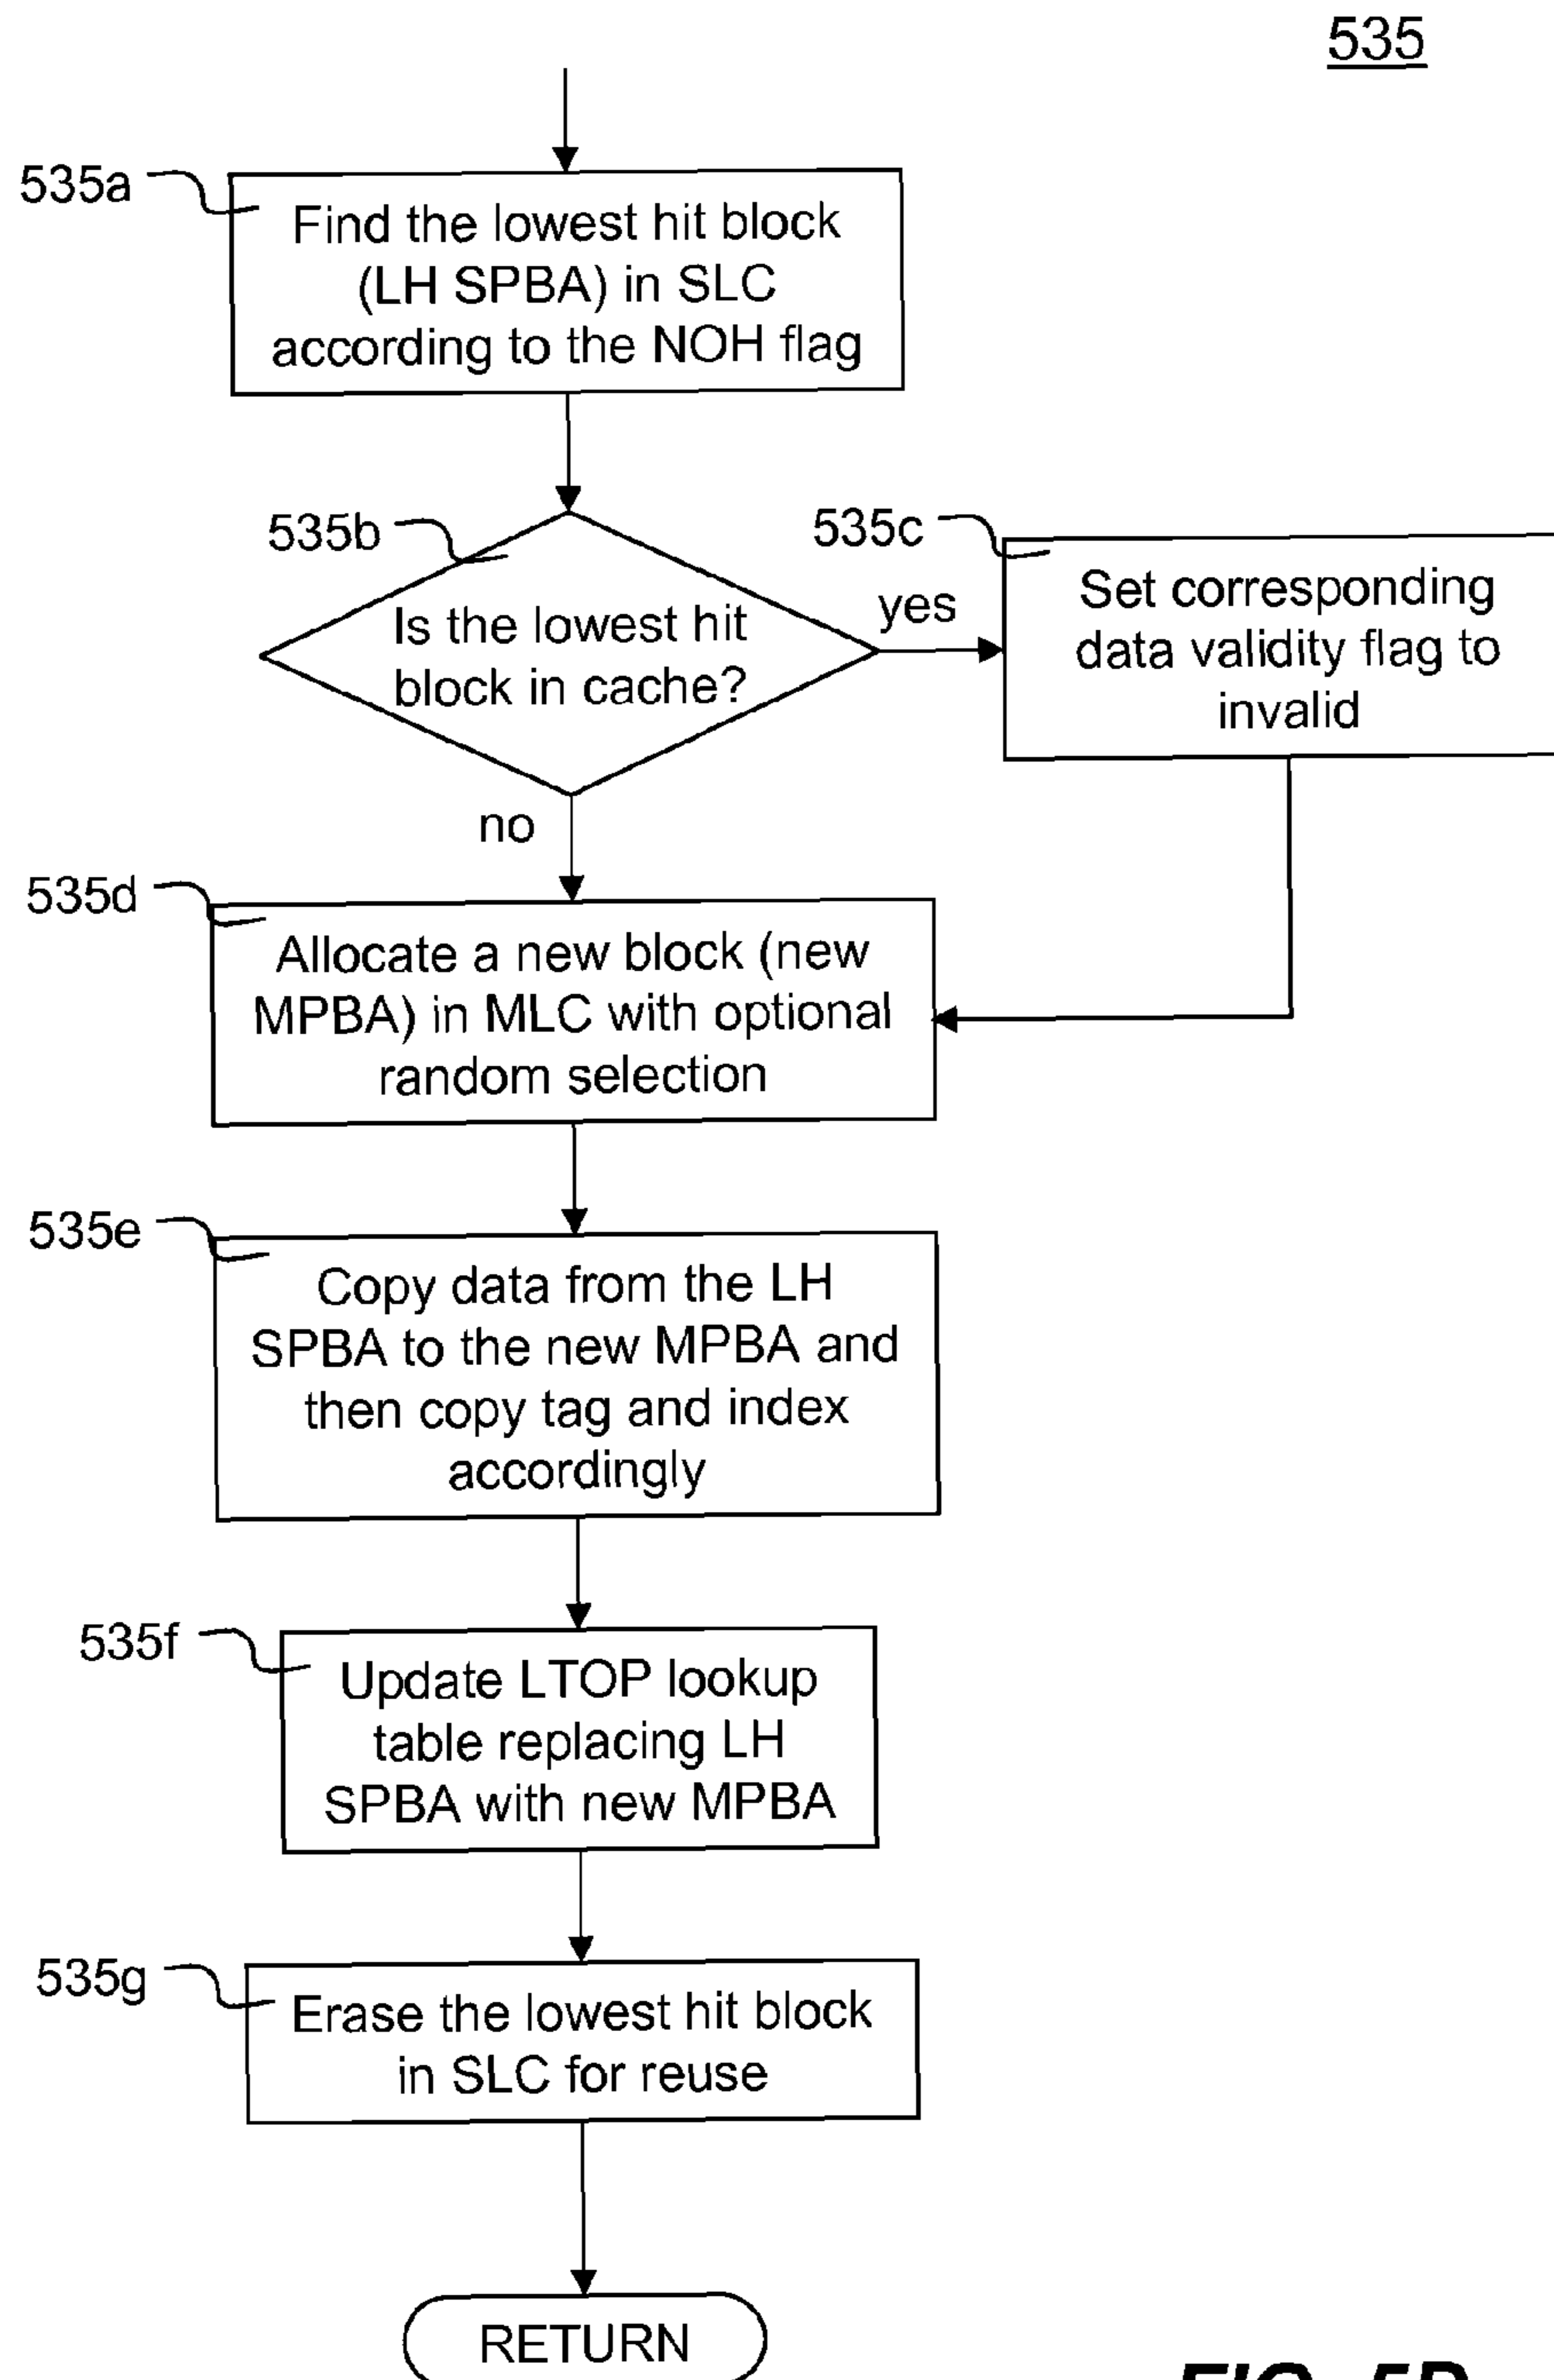 535
535a
Find the lowest hit block
(LH SPBA) in SLC
according to the NOH flag
535b
Is the lowest hit
block in cache?
yes
535c
Set corresponding
data validity flag to
invalid
no
535d
Allocate a new block (new
MPBA) in MLC with optional
random selection
535e
Copy data from the LH
SPBA to the new MPBA and
then copy tag and index
accordingly
535f
Update LTOP lookup
table replacing LH
SPBA with new MPBA
535g
Erase the lowest hit block
in SLC for reuse
RETURN